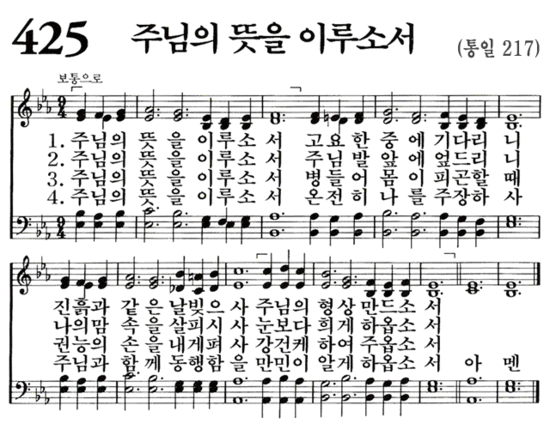 425 주님의 뜻을 이루소서 (통일 217)
보통으로
9 4
1. 주님의 뜻을 이루소서 고요한 중에 기다리니
2. 주님의 뜻을 이루소서 주님 발 앞에 엎드리니
3. 주님의 뜻을 이루소서 병들어 몸이 피곤할 때
4. 주님의 뜻을 이루소서 온전히 나를 주장하사
9 4
진흙과 같은 날빚으사 주님의 형상 만드소서
나의맘 속을 살피시사 눈보다 희게 하옵소서
권능의 손을 내게펴사 강건케 하여 주옵소서
주님과 함께 동행함을 만민이 알게 하옵소서 아멘